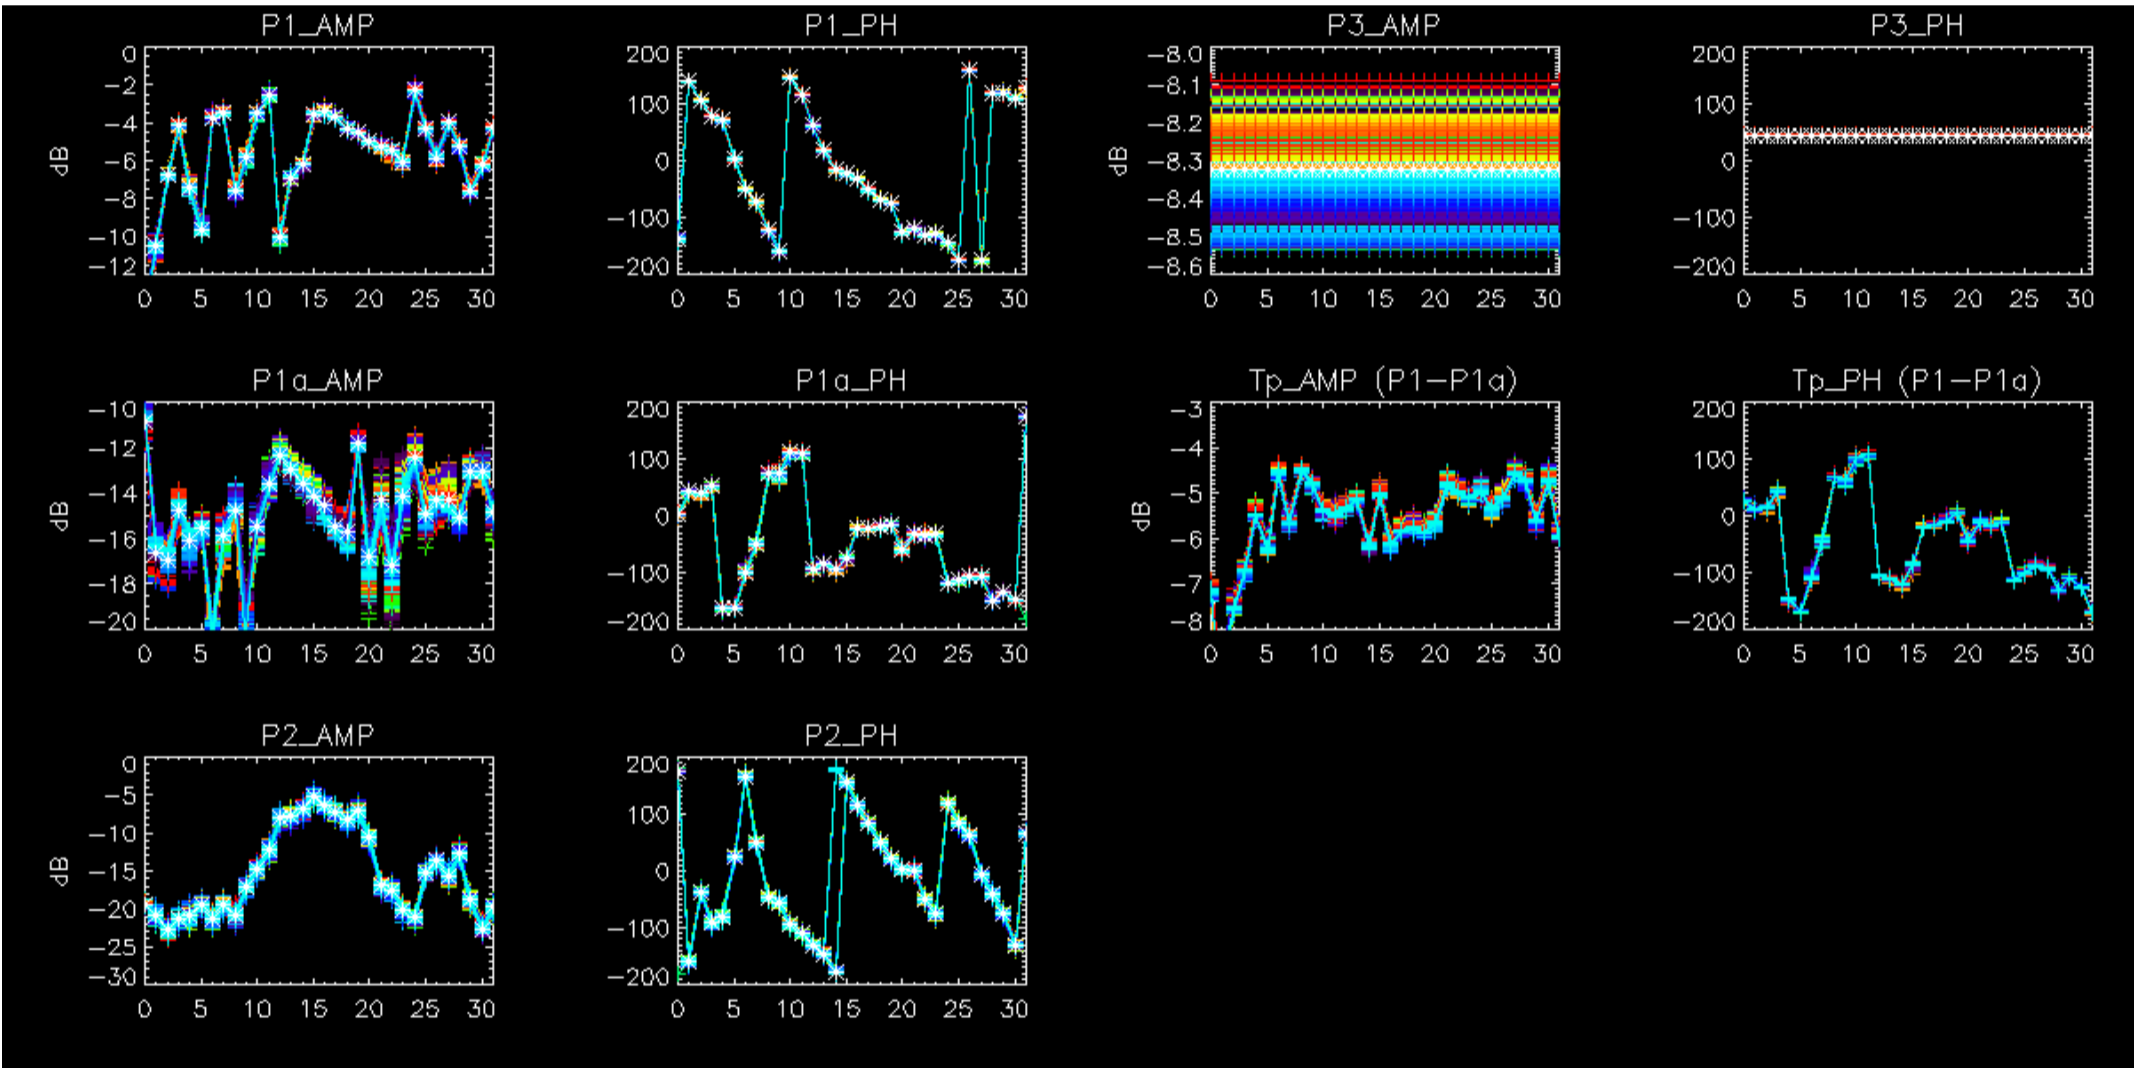 P1_AMP
dB
0
-2
-4
-6
-8
-10
-12
0 5 10 15 20 25 30
P1_PH
200
100
0
-100
-200
0 5 10 15 20 25 30
P3_AMP
dB
-8.0
-8.1
-8.2
-8.3
-8.4
-8.5
-8.6
0 5 10 15 20 25 30
P3_PH
200
100
0
-100
-200
0 5 10 15 20 25 30
P1a_AMP
dB
-10
-12
-14
-16
-18
-20
0 5 10 15 20 25 30
P1a_PH
200
100
0
-100
-200
0 5 10 15 20 25 30
Tp_AMP (P1-P1a)
dB
-3
-4
-5
-6
-7
-8
0 5 10 15 20 25 30
Tp_PH (P1-P1a)
200
100
0
-100
-200
0 5 10 15 20 25 30
P2_AMP
dB
0
-5
-10
-15
-20
-25
-30
0 5 10 15 20 25 30
P2_PH
200
100
0
-100
-200
0 5 10 15 20 25 30